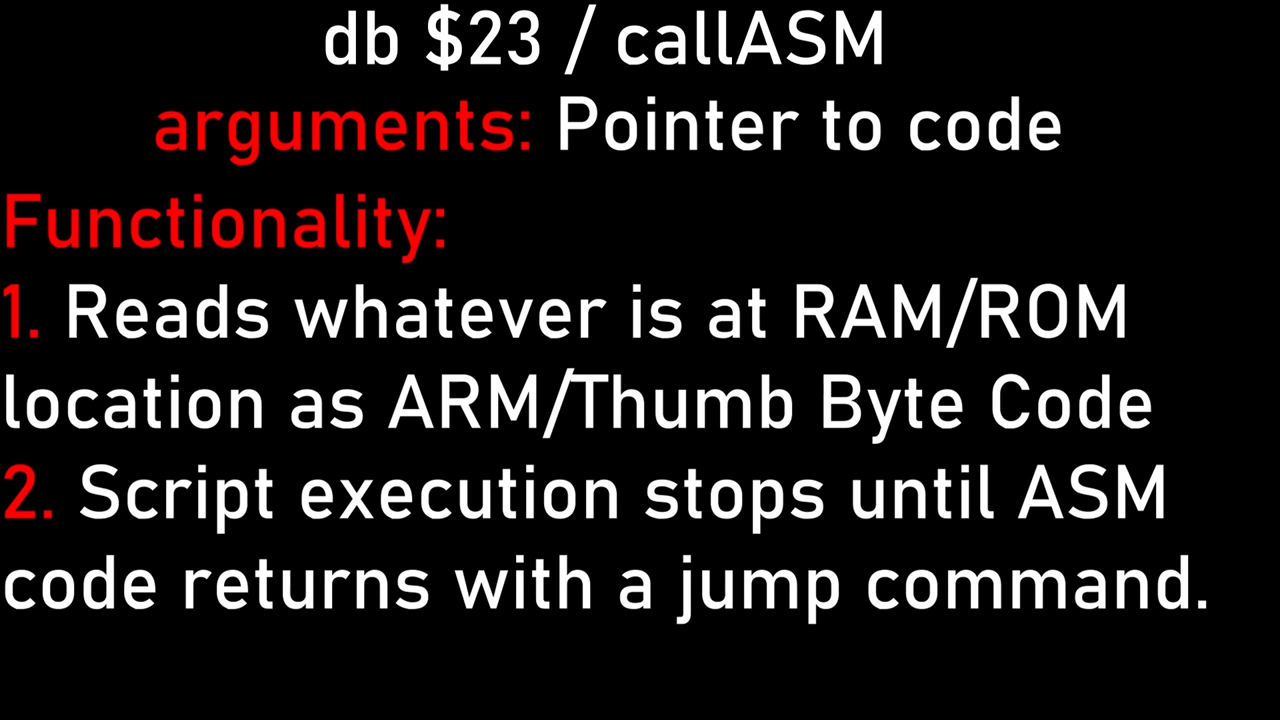 db $23 / callASM
arguments: Pointer to code
Functionality:
1. Reads whatever is at RAM/ROM
location as ARM/Thumb Byte Code
2. Script execution stops until ASM
code returns with a jump command.